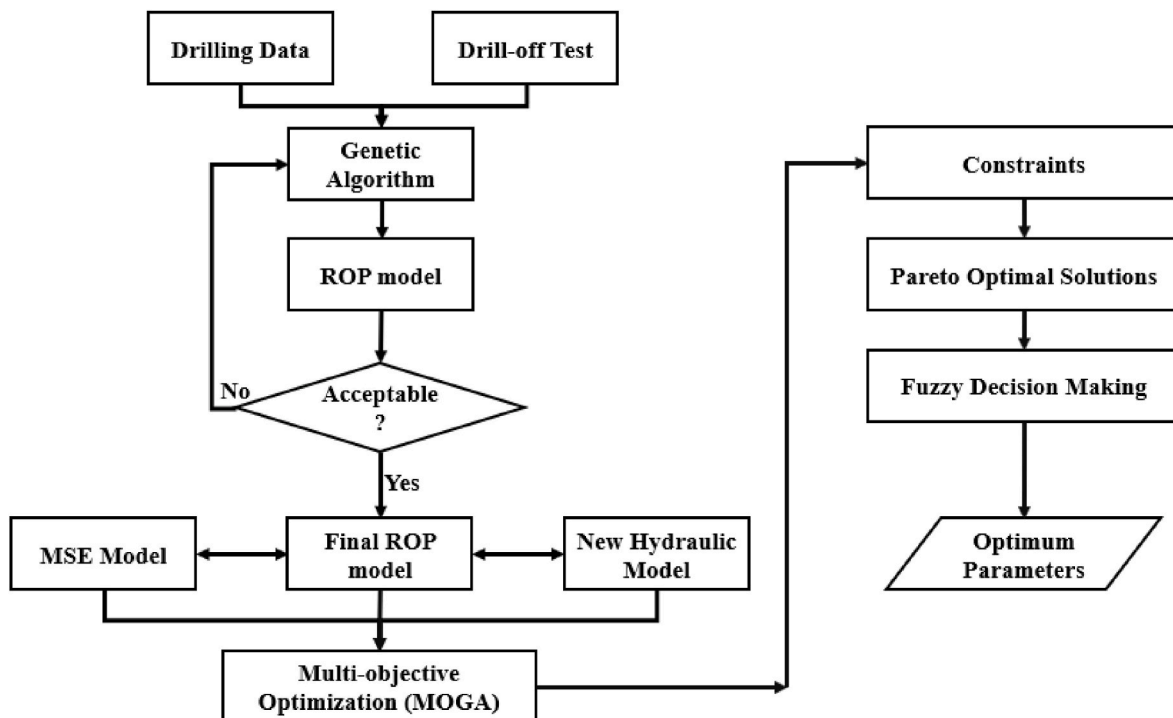 Drilling Data
Drill-off Test
Genetic
Algorithm
ROP model
Acceptable
?
No
Yes
MSE Model
Final ROP
model
New Hydraulic
Model
Multi-objective
Optimization (MOGA)
Constraints
Pareto Optimal Solutions
Fuzzy Decision Making
Optimum
Parameters